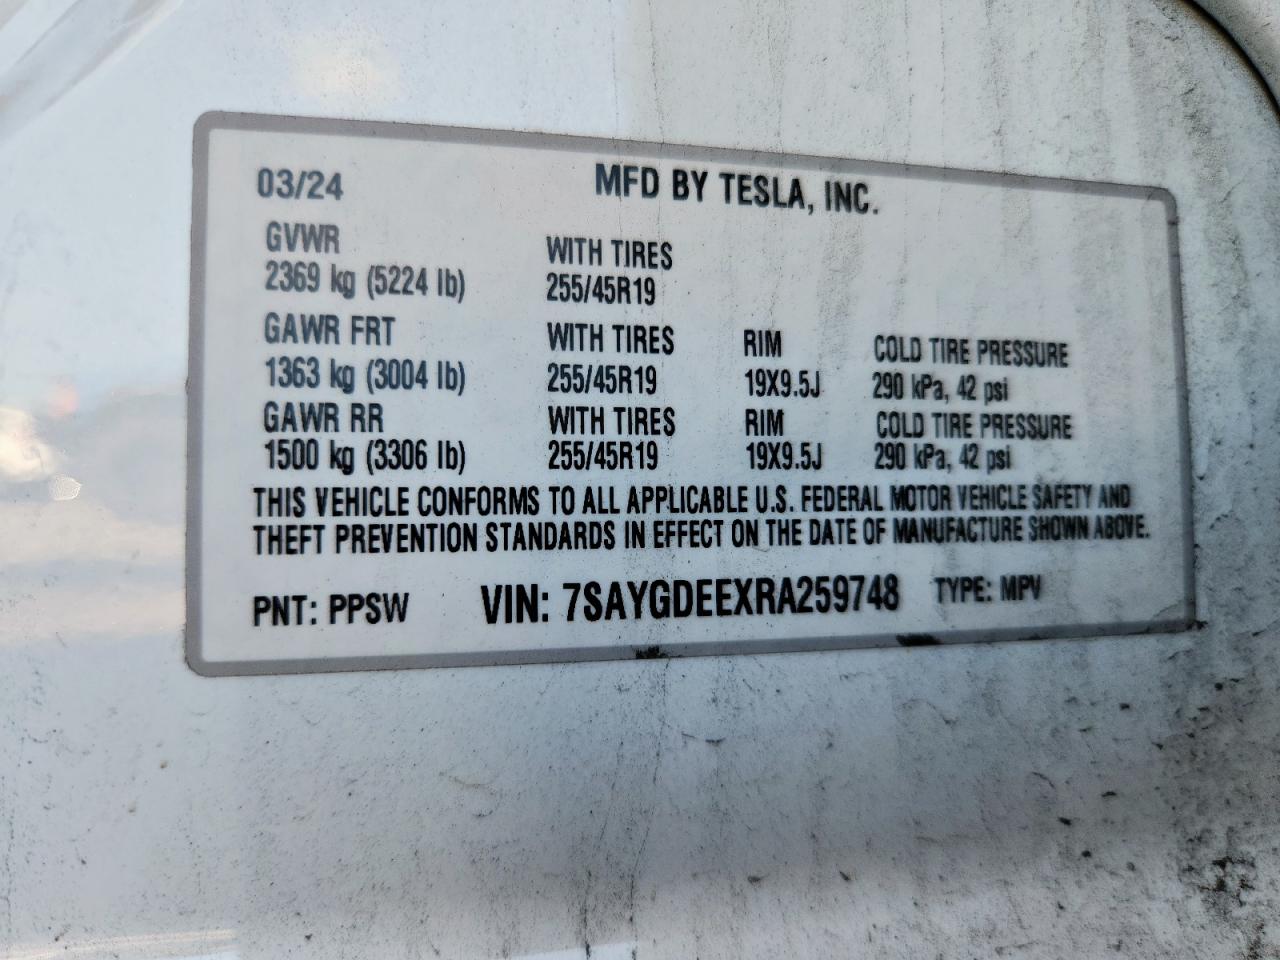 03/24 MFD BY TESLA, INC.
GVWR WITH TIRES
2369 kg (5224 lb) 255/45R19
GAWR FRT WITH TIRES RIM COLD TIRE PRESSURE
1363 kg (3004 lb) 255/45R19 19X9.5J 290 kPa, 42 psi
GAWR RR WITH TIRES RIM COLD TIRE PRESSURE
1500 kg (3306 lb) 255/45R19 19X9.5J 290 kPa, 42 psi
THIS VEHICLE CONFORMS TO ALL APPLICABLE U.S. FEDERAL MOTOR VEHICLE SAFETY AND
THEFT PREVENTION STANDARDS IN EFFECT ON THE DATE OF MANUFACTURE SHOWN ABOVE.
PNT: PPSW VIN: 7SAYGDEEXRA259748 TYPE: MPV